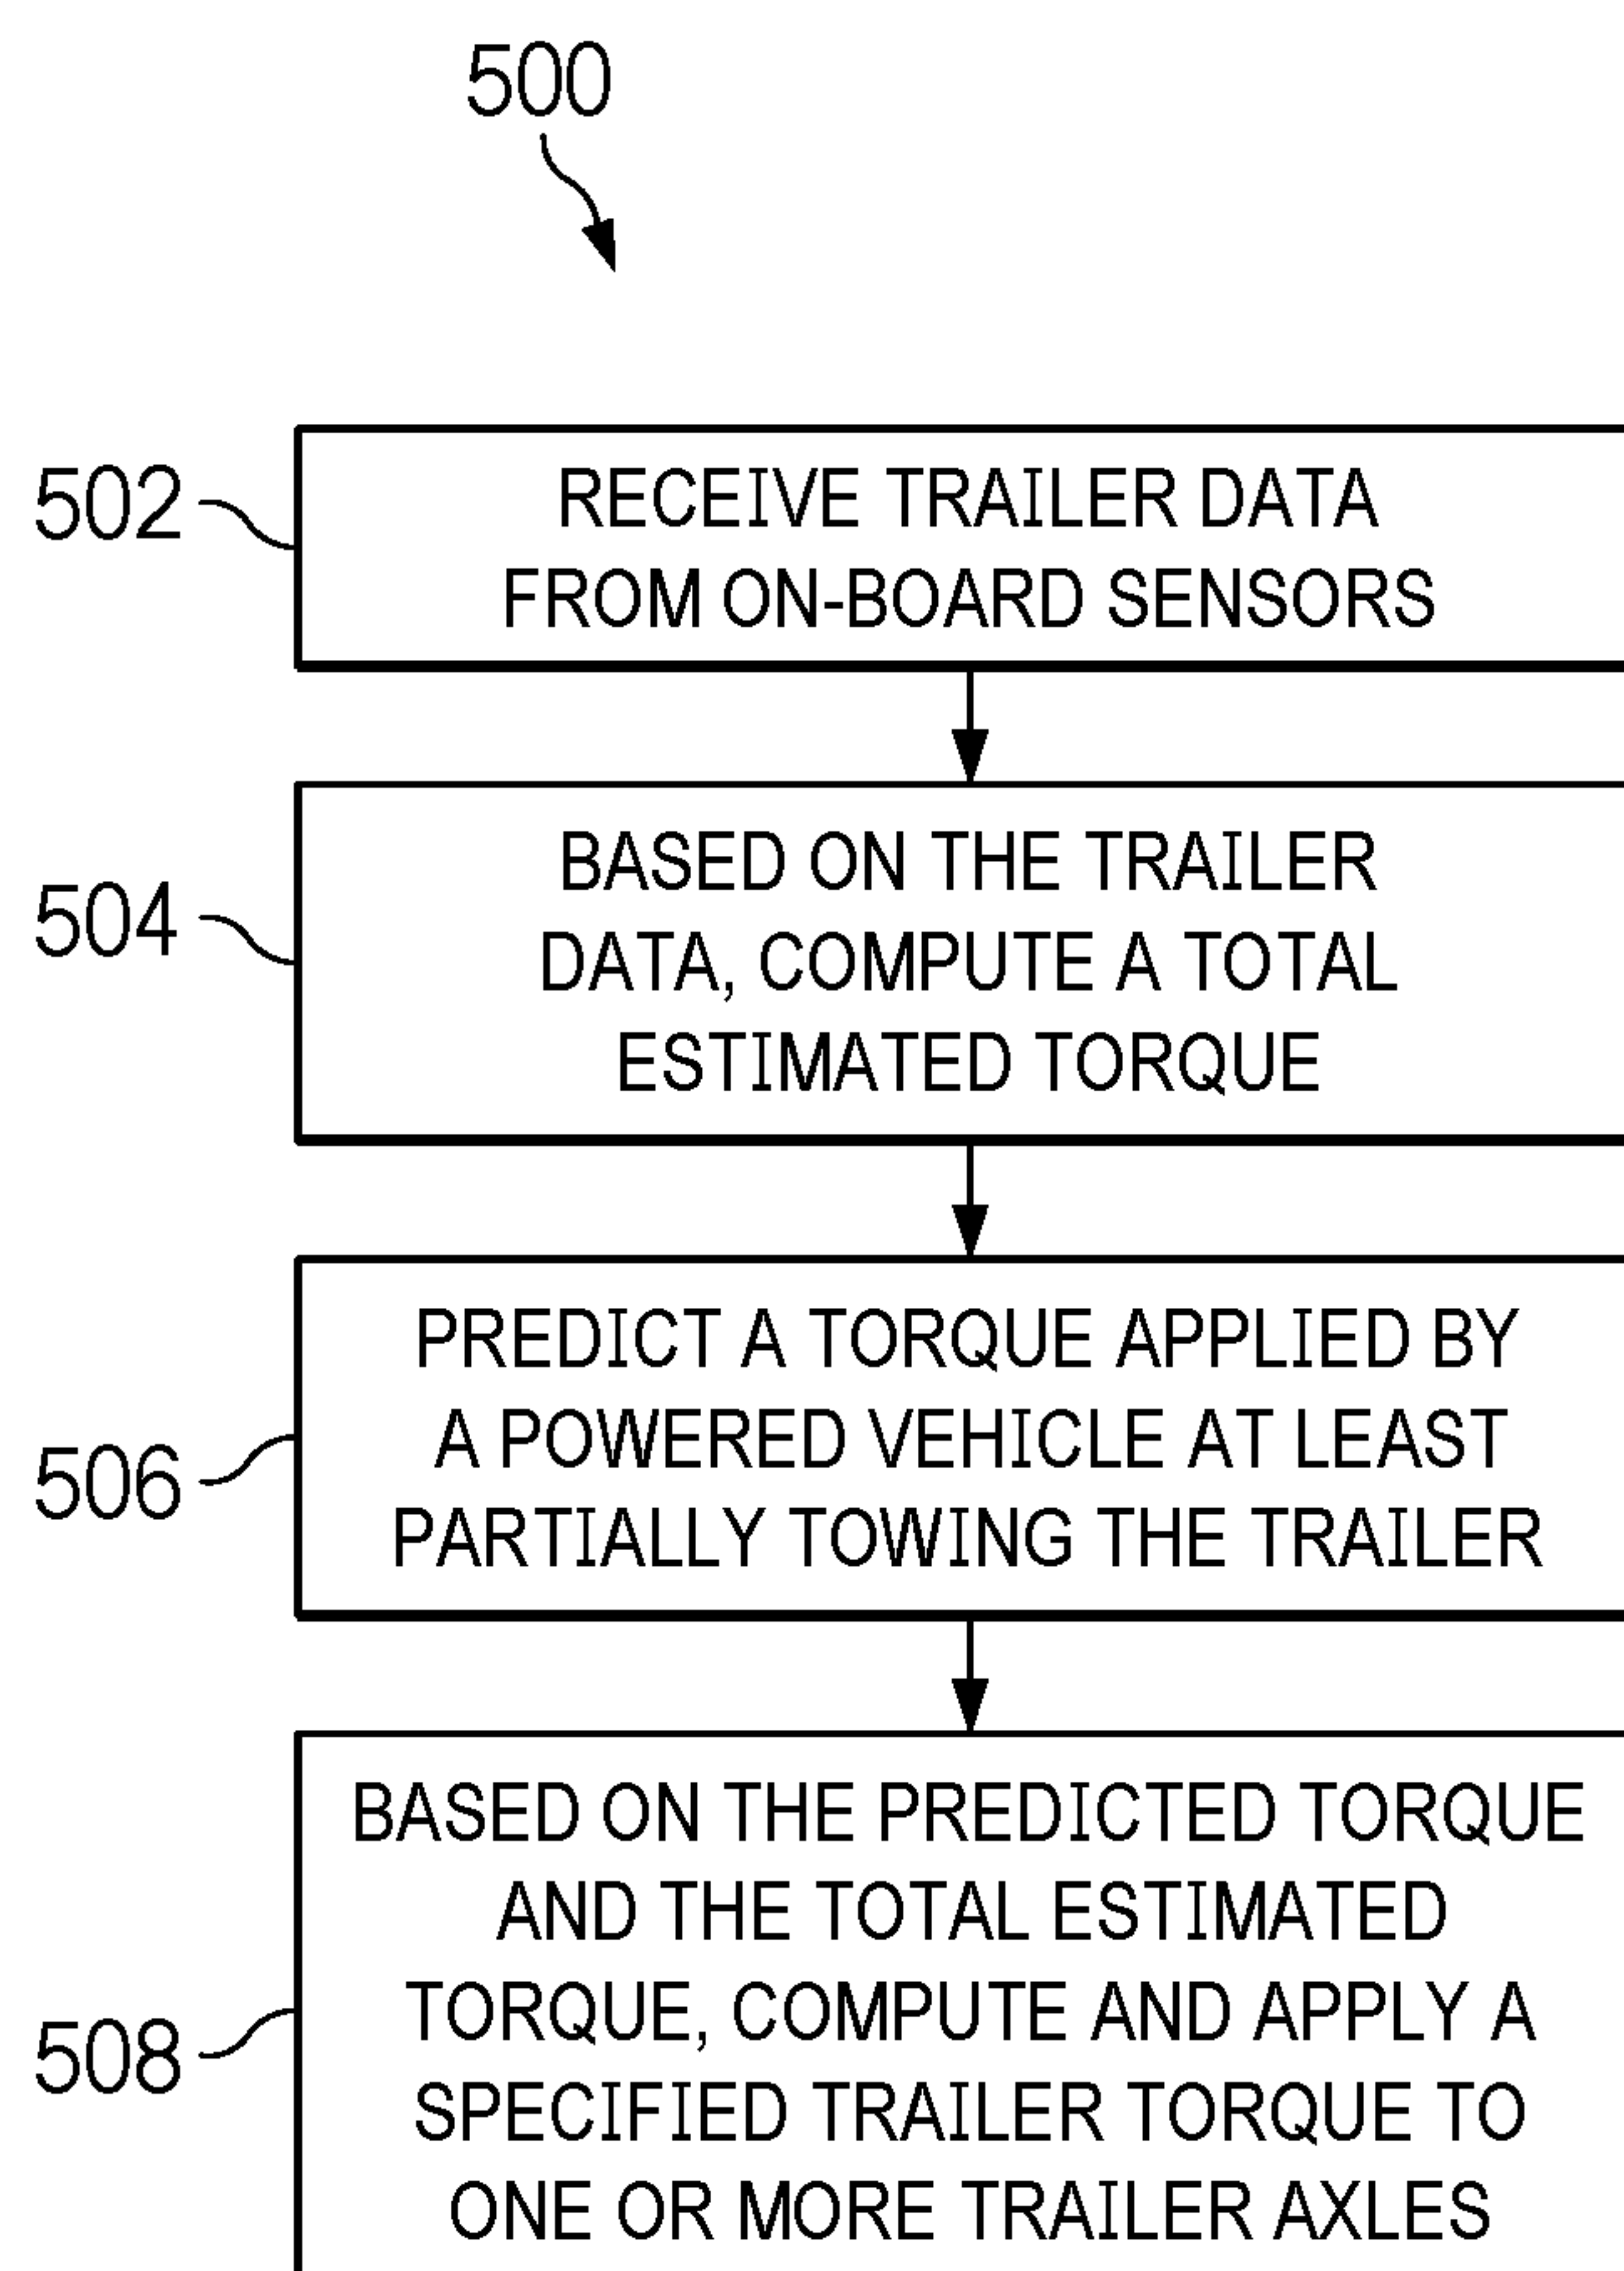 500
502
RECEIVE TRAILER DATA
FROM ON-BOARD SENSORS
504
BASED ON THE TRAILER
DATA, COMPUTE A TOTAL
ESTIMATED TORQUE
506
PREDICT A TORQUE APPLIED BY
A POWERED VEHICLE AT LEAST
PARTIALLY TOWING THE TRAILER
508
BASED ON THE PREDICTED TORQUE
AND THE TOTAL ESTIMATED
TORQUE, COMPUTE AND APPLY A
SPECIFIED TRAILER TORQUE TO
ONE OR MORE TRAILER AXLES